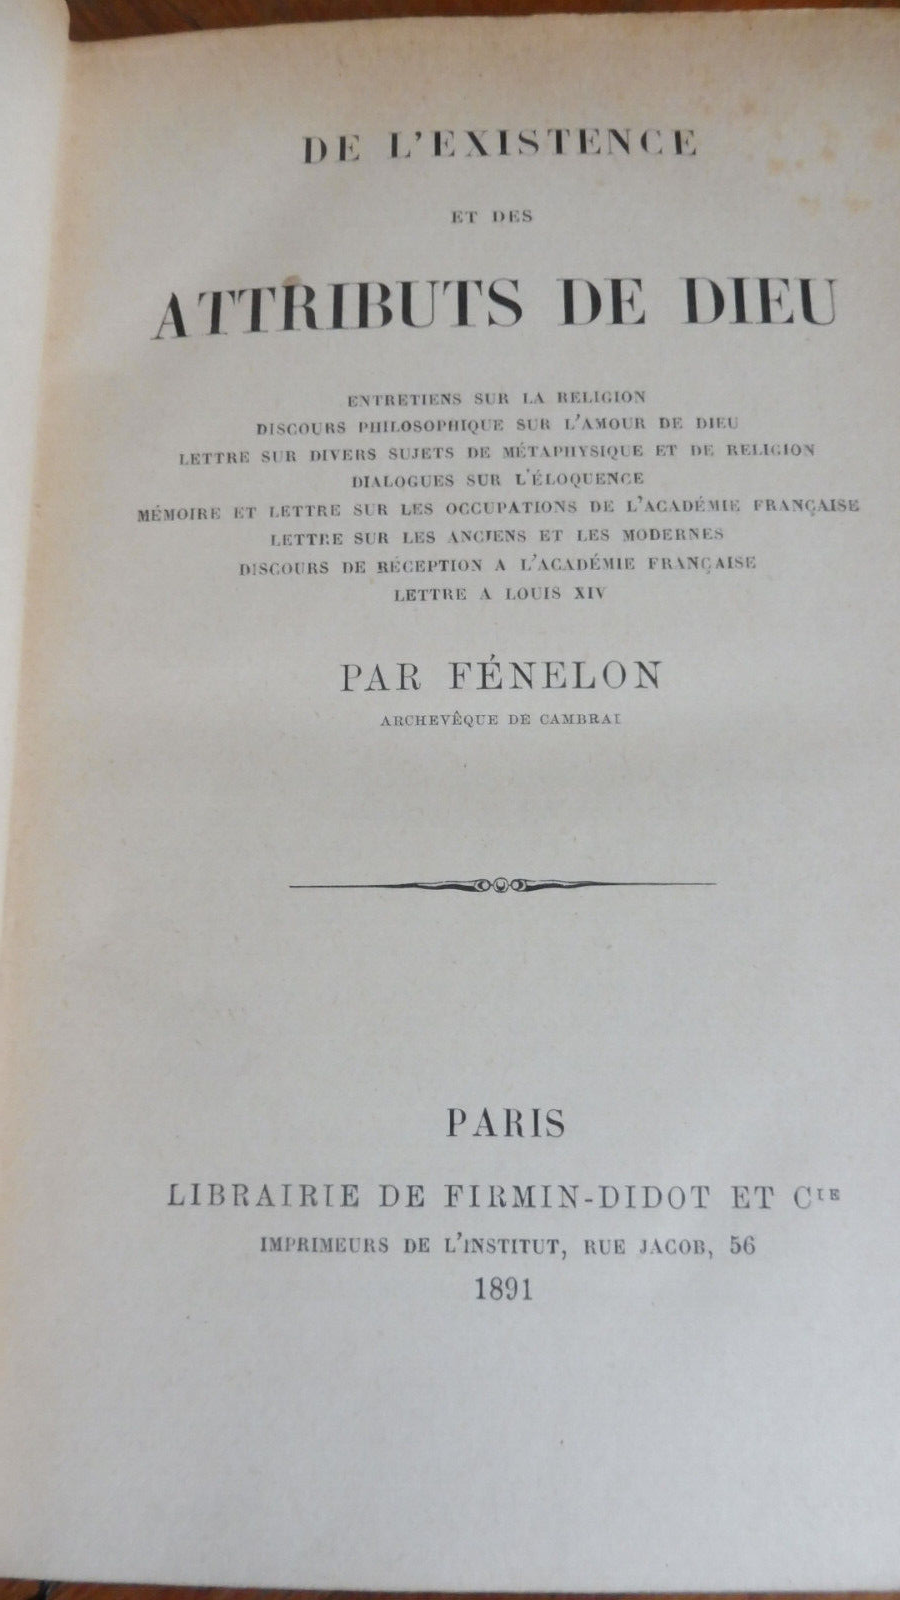 DE L'EXISTENCE
ET DES
ATTRIBUTS DE DIEU
ENTRETIENS SUR LA RELIGION
DISCOURS PHILOSOPHIQUE SUR L'AMOUR DE DIEU
LETTRE SUR DIVERS SUJETS DE MÉTAPHYSIQUE ET DE RELIGION
DIALOGUES SUR L'ÉLOQUENCE
MÉMOIRE ET LETTRE SUR LES OCCUPATIONS DE L'ACADÉMIE FRANÇAISE
LETTRE SUR LES ANCIENS ET LES MODERNES
DISCOURS DE RÉCEPTION A L'ACADÉMIE FRANÇAISE
LETTRE A LOUIS XIV
PAR FÉNELON
ARCHEVÊQUE DE CAMBRAI
PARIS
LIBRAIRIE DE FIRMIN-DIDOT ET CIE
IMPRIMEURS DE L'INSTITUT, RUE JACOB, 56
1891